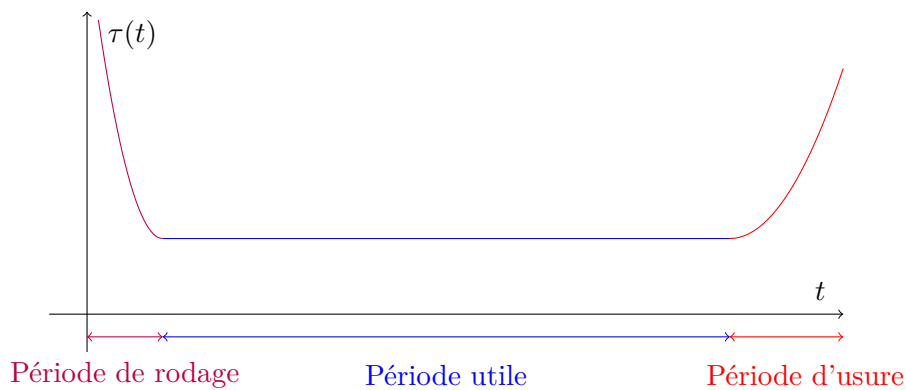 τ(t)
t
Période de rodage
Période utile
Période d'usure